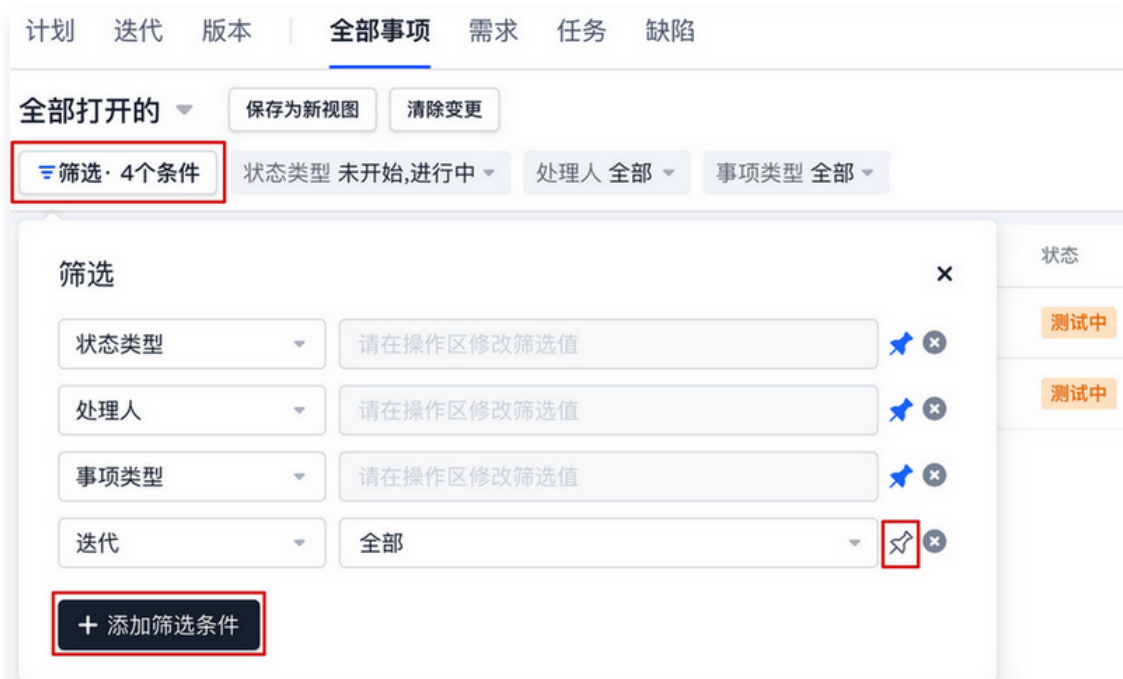 计划 迭代 版本 全部事项 需求 任务 缺陷
全部打开的 保存为新视图 清除变更
筛选· 4个条件 状态类型 未开始,进行中 处理人 全部 事项类型 全部
筛选 状态
状态类型 请在操作区修改筛选值 测试中
处理人 请在操作区修改筛选值 测试中
事项类型 请在操作区修改筛选值
迭代 全部
+ 添加筛选条件